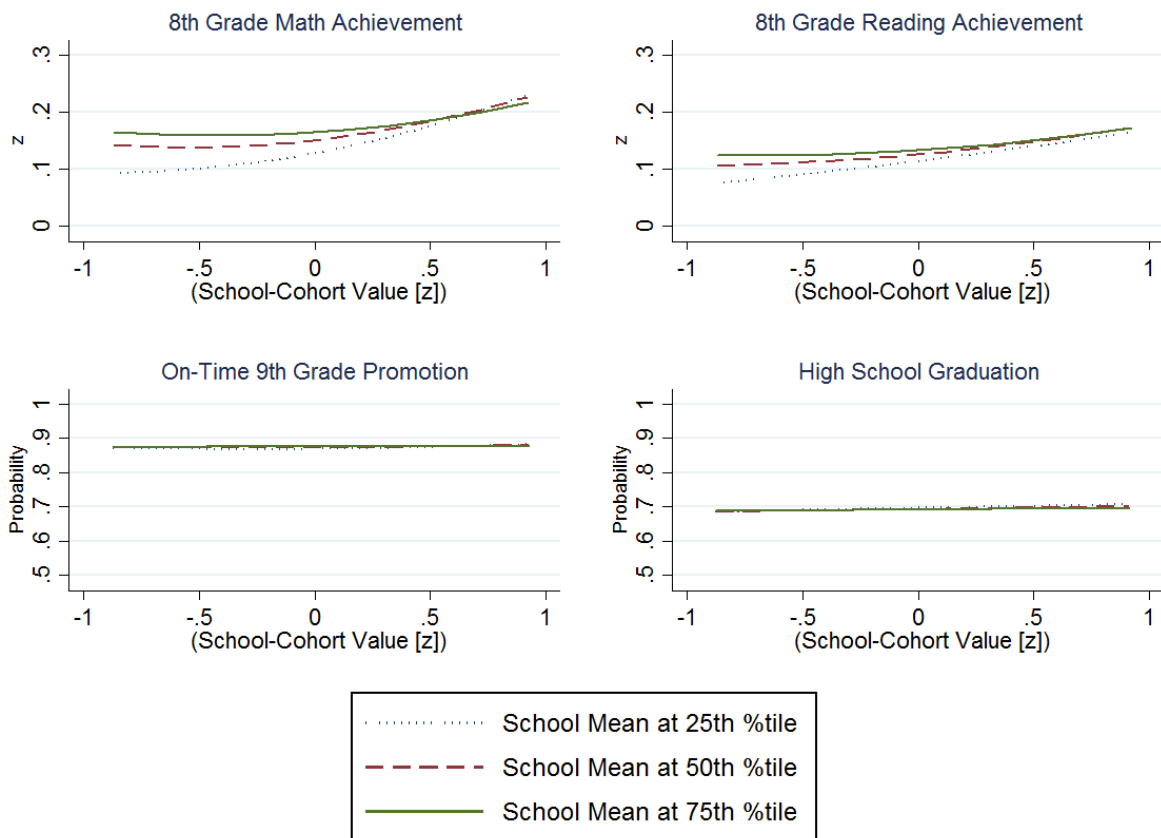 8th Grade Math Achievement
.3
.2
z
.1
0
-1 -.5 0 .5 1
(School-Cohort Value [z])
8th Grade Reading Achievement
.3
.2
z
.1
0
-1 -.5 0 .5 1
(School-Cohort Value [z])
On-Time 9th Grade Promotion
1
.9
.8
Probability
.7
.6
.5
-1 -.5 0 .5 1
(School-Cohort Value [z])
High School Graduation
1
.9
.8
Probability
.7
.6
.5
-1 -.5 0 .5 1
(School-Cohort Value [z])
School Mean at 25th %tile
School Mean at 50th %tile
School Mean at 75th %tile